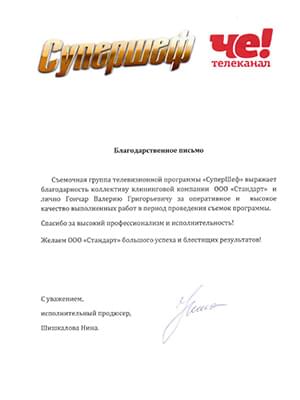 Супершеф
че!
телеканал
Благодарственное письмо
Съемочная группа телевизионной программы «СуперШеф» выражает
благодарность коллективу клининговой компании ООО «Стандарт» и
лично Гончар Валерию Григорьевичу за оперативное и высокое
качество выполненных работ в период проведения съемок программы.
Спасибо за высокий профессионализм и исполнительность!
Желаем ООО «Стандарт» большого успеха и блестящих результатов!
С уважением,
исполнительный продюсер,
Шишкалова Нина.